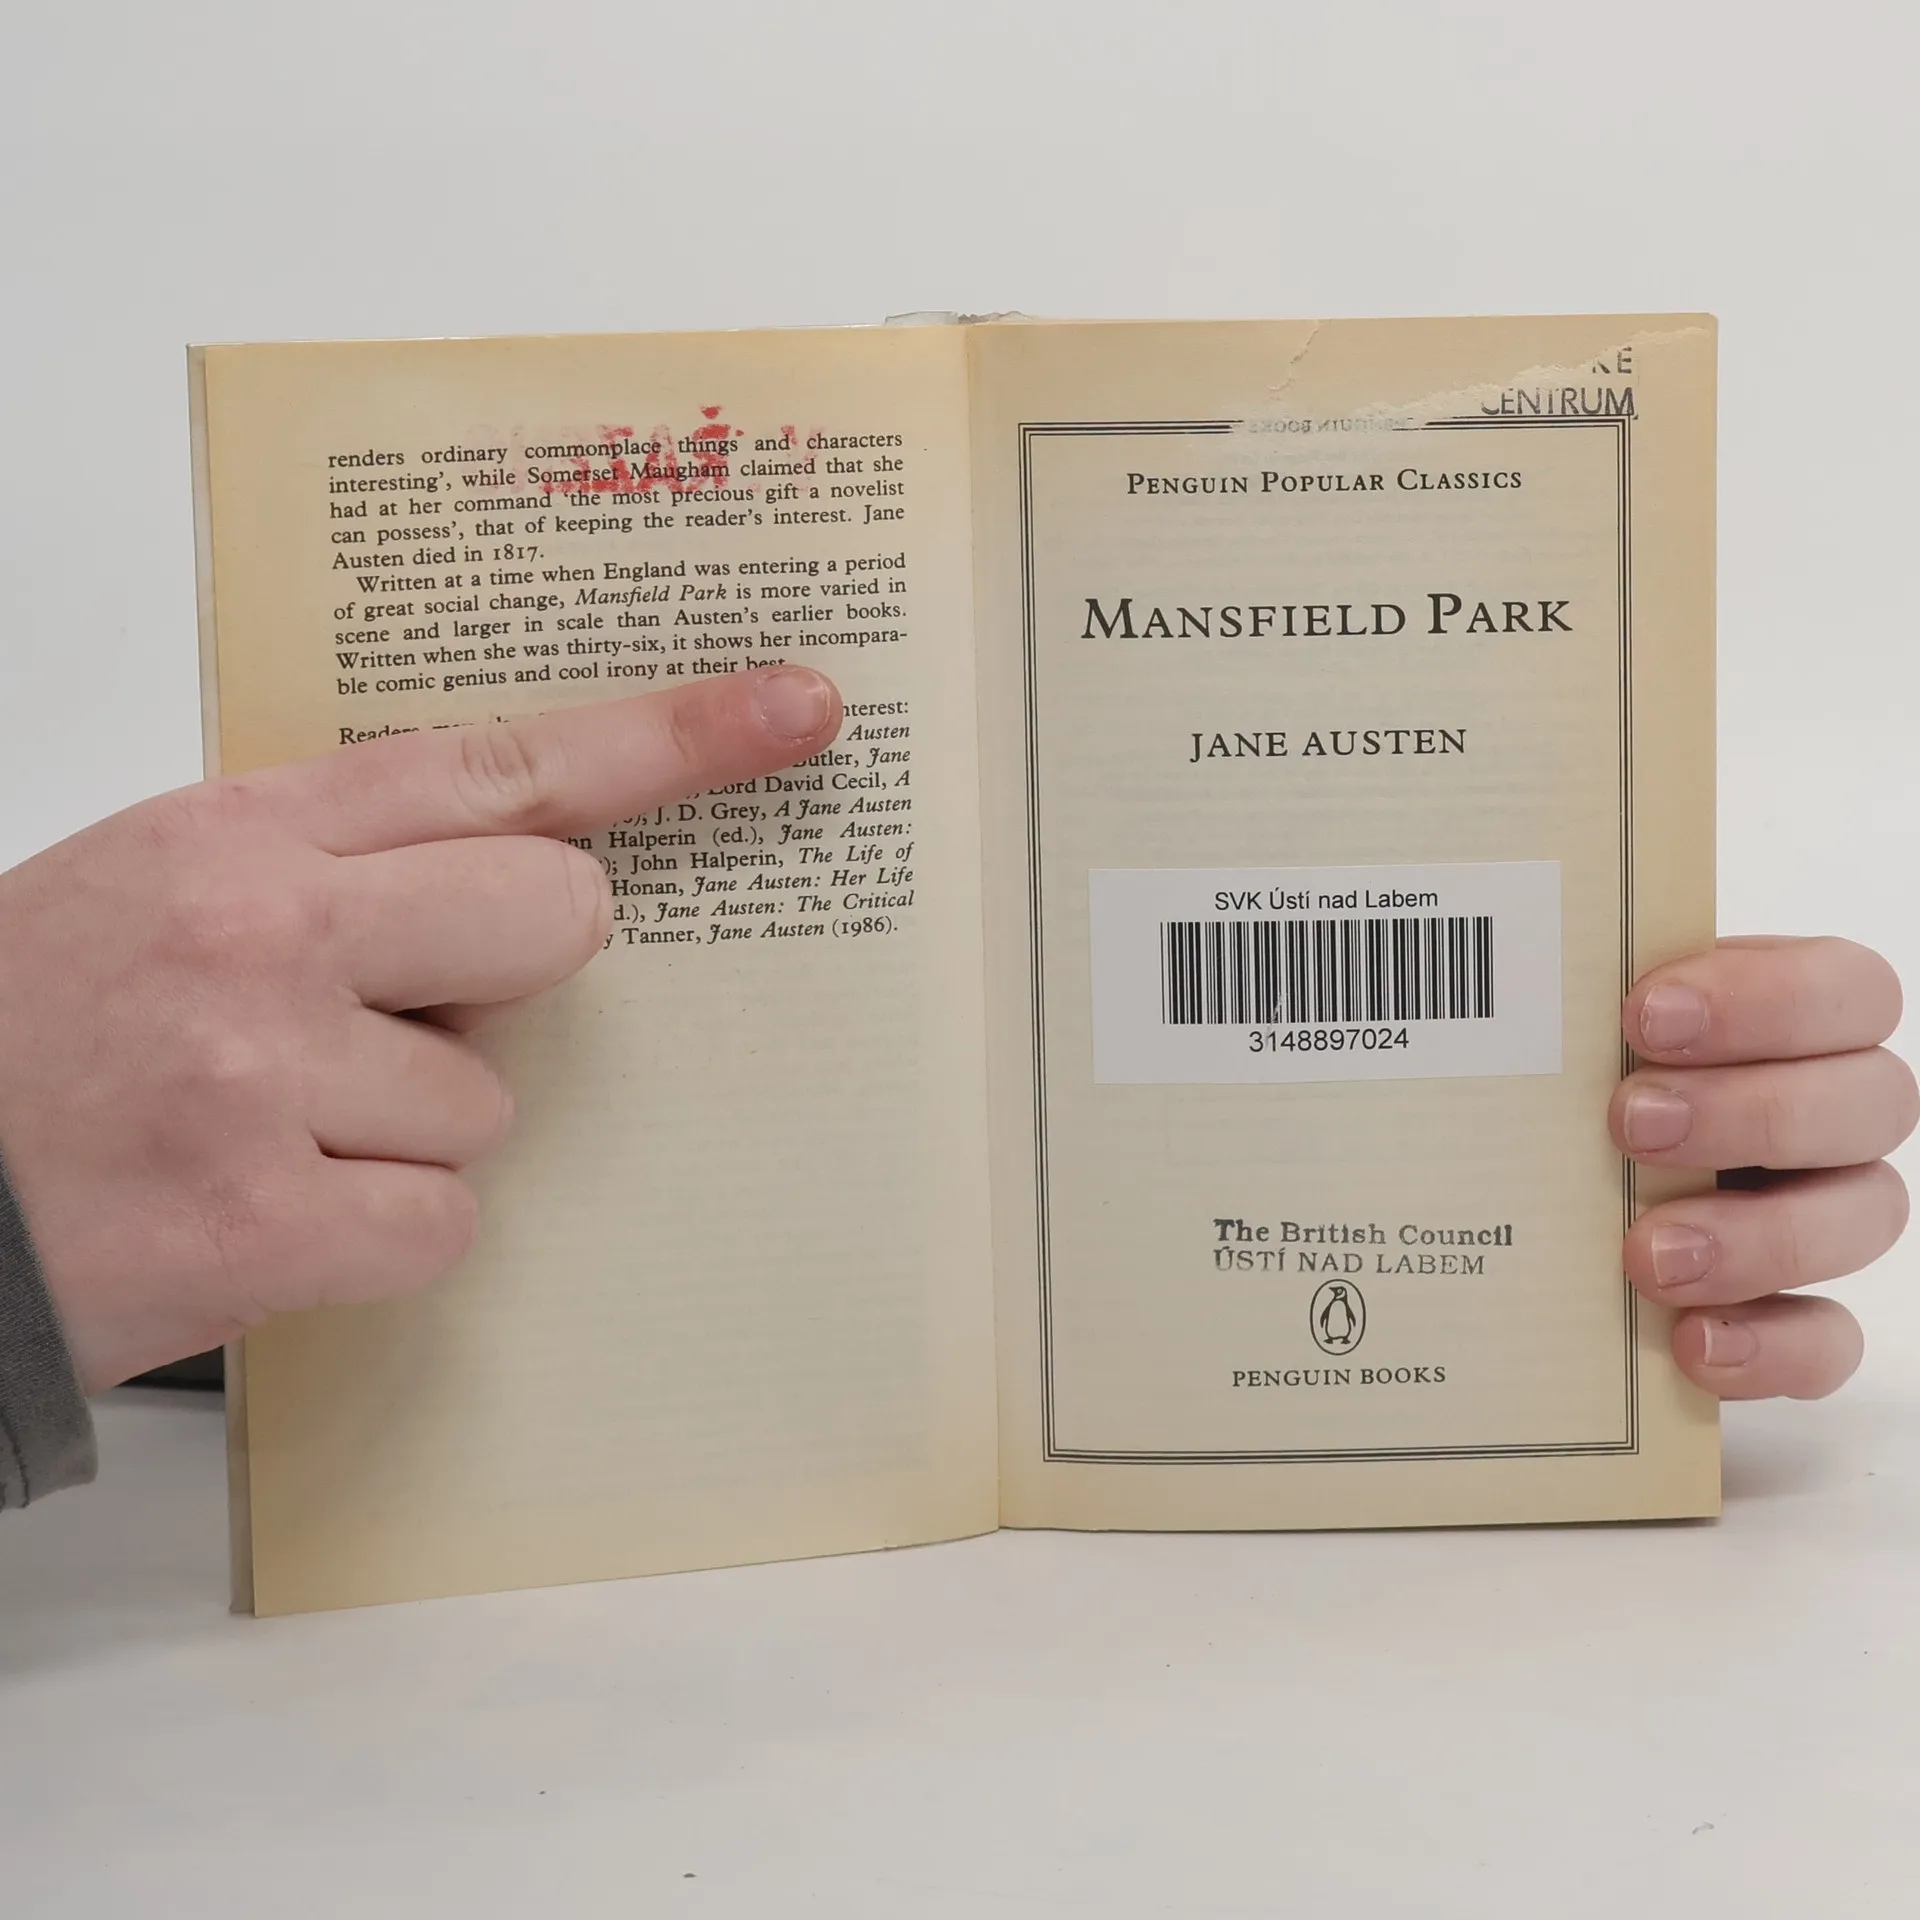 renders ordinary commonplace things and characters
interesting', while Somerset Maugham claimed that she
had at her command 'the most precious gift a novelist
can possess', that of keeping the reader's interest. Jane
Austen died in 1817.
Written at a time when England was entering a period
of great social change, Mansfield Park is more varied in
scene and larger in scale than Austen's earlier books.
Written when she was thirty-six, it shows her incompara-
ble comic genius and cool irony at their best
Readers
interest:
Austen
Butler, Jane
Lord David Cecil, A
J. D. Grey, A Jane Austen
Halperin (ed.), Jane Austen:
John Halperin, The Life of
Honan, Jane Austen: Her Life
d.), Jane Austen: The Critical
y Tanner, Jane Austen (1986).
CENTRUM
PENGUIN BOOKS
PENGUIN POPULAR CLASSICS
MANSFIELD PARK
JANE AUSTEN
SVK Ústí nad Labem
3148897024
The British Council
ÚSTÍ NAD LABEM
PENGUIN BOOKS